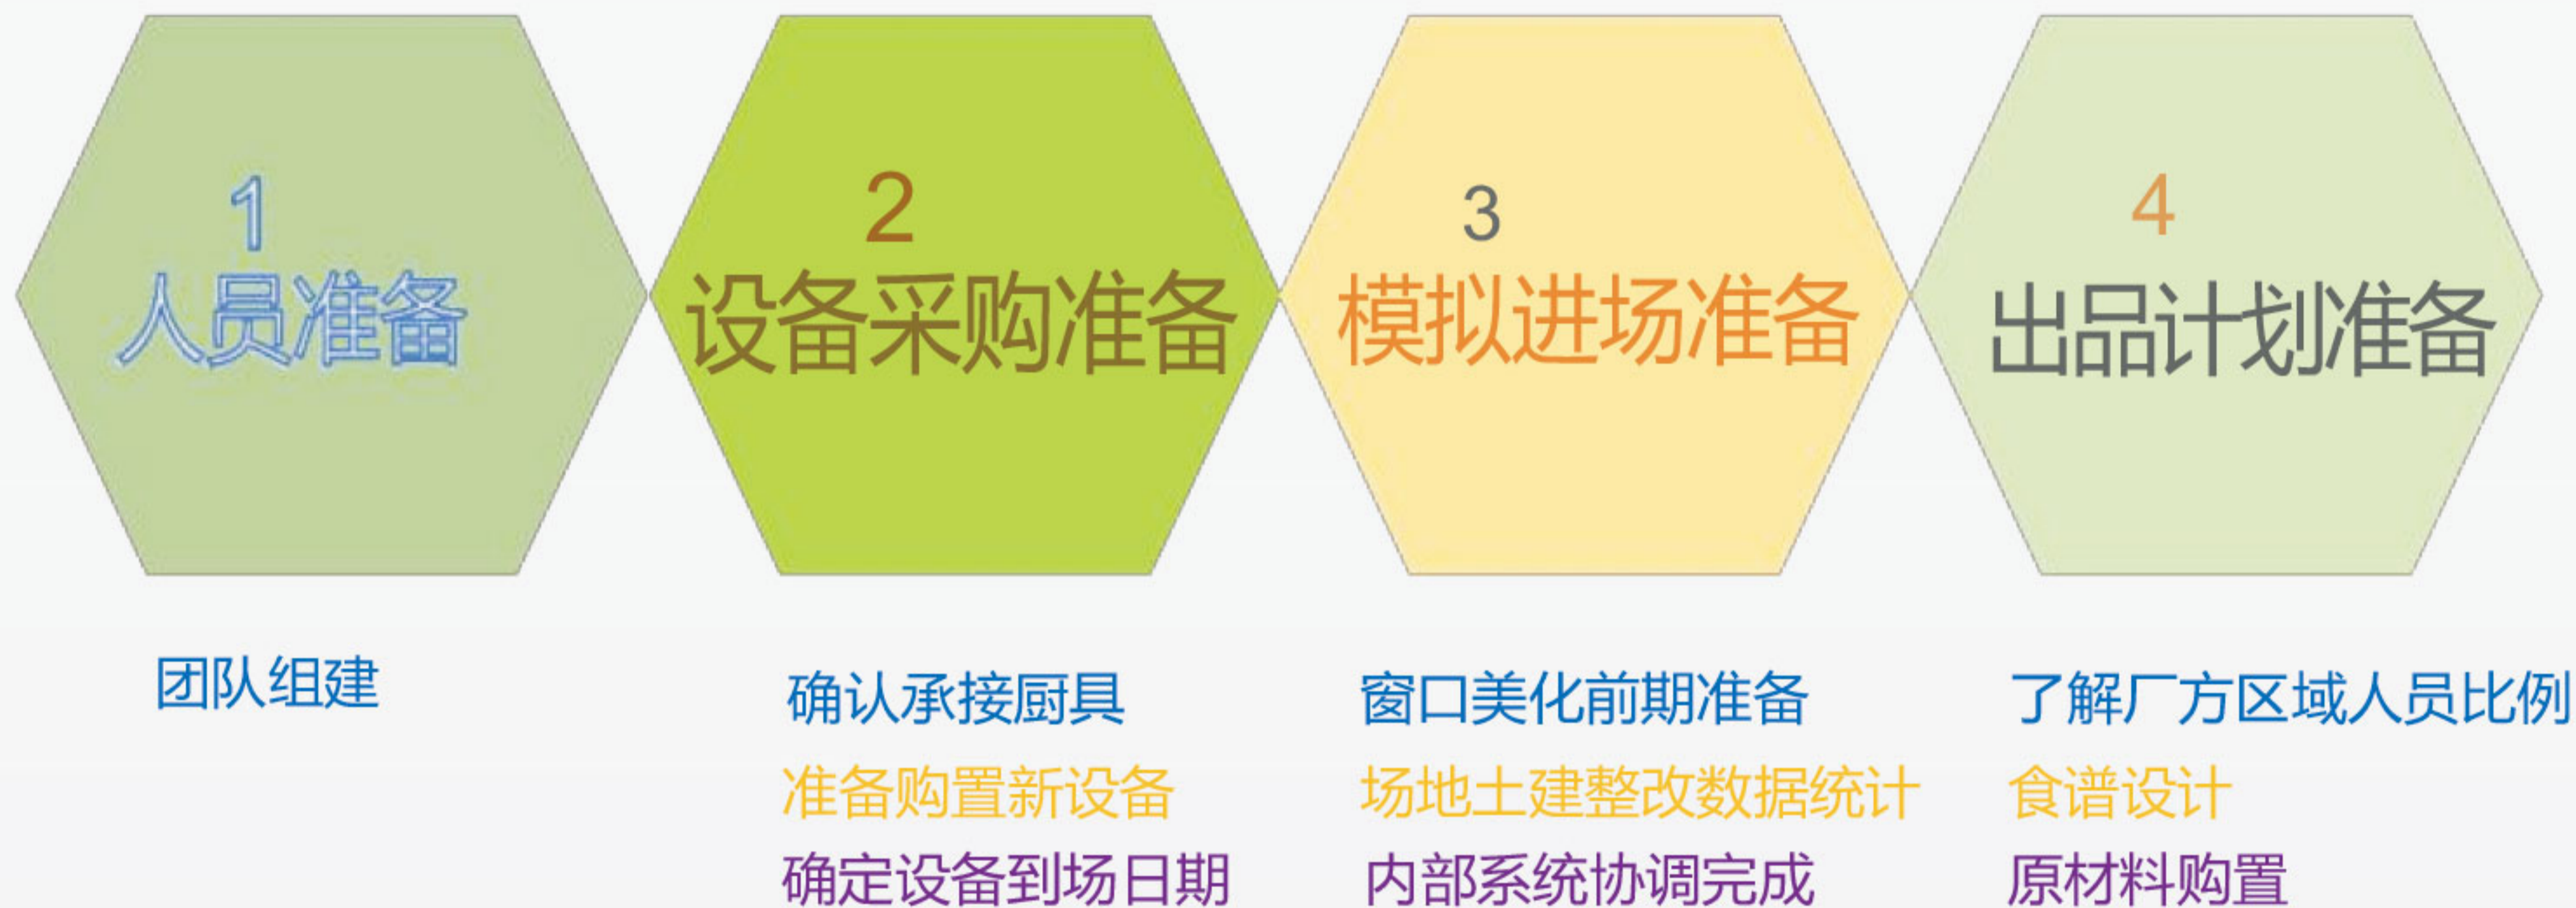 1
人员准备
2
设备采购准备
3
模拟进场准备
4
出品计划准备
团队组建
确认承接厨具
准备购置新设备
确定设备到场日期
窗口美化前期准备
场地土建整改数据统计
内部系统协调完成
了解厂方区域人员比例
食谱设计
原材料购置